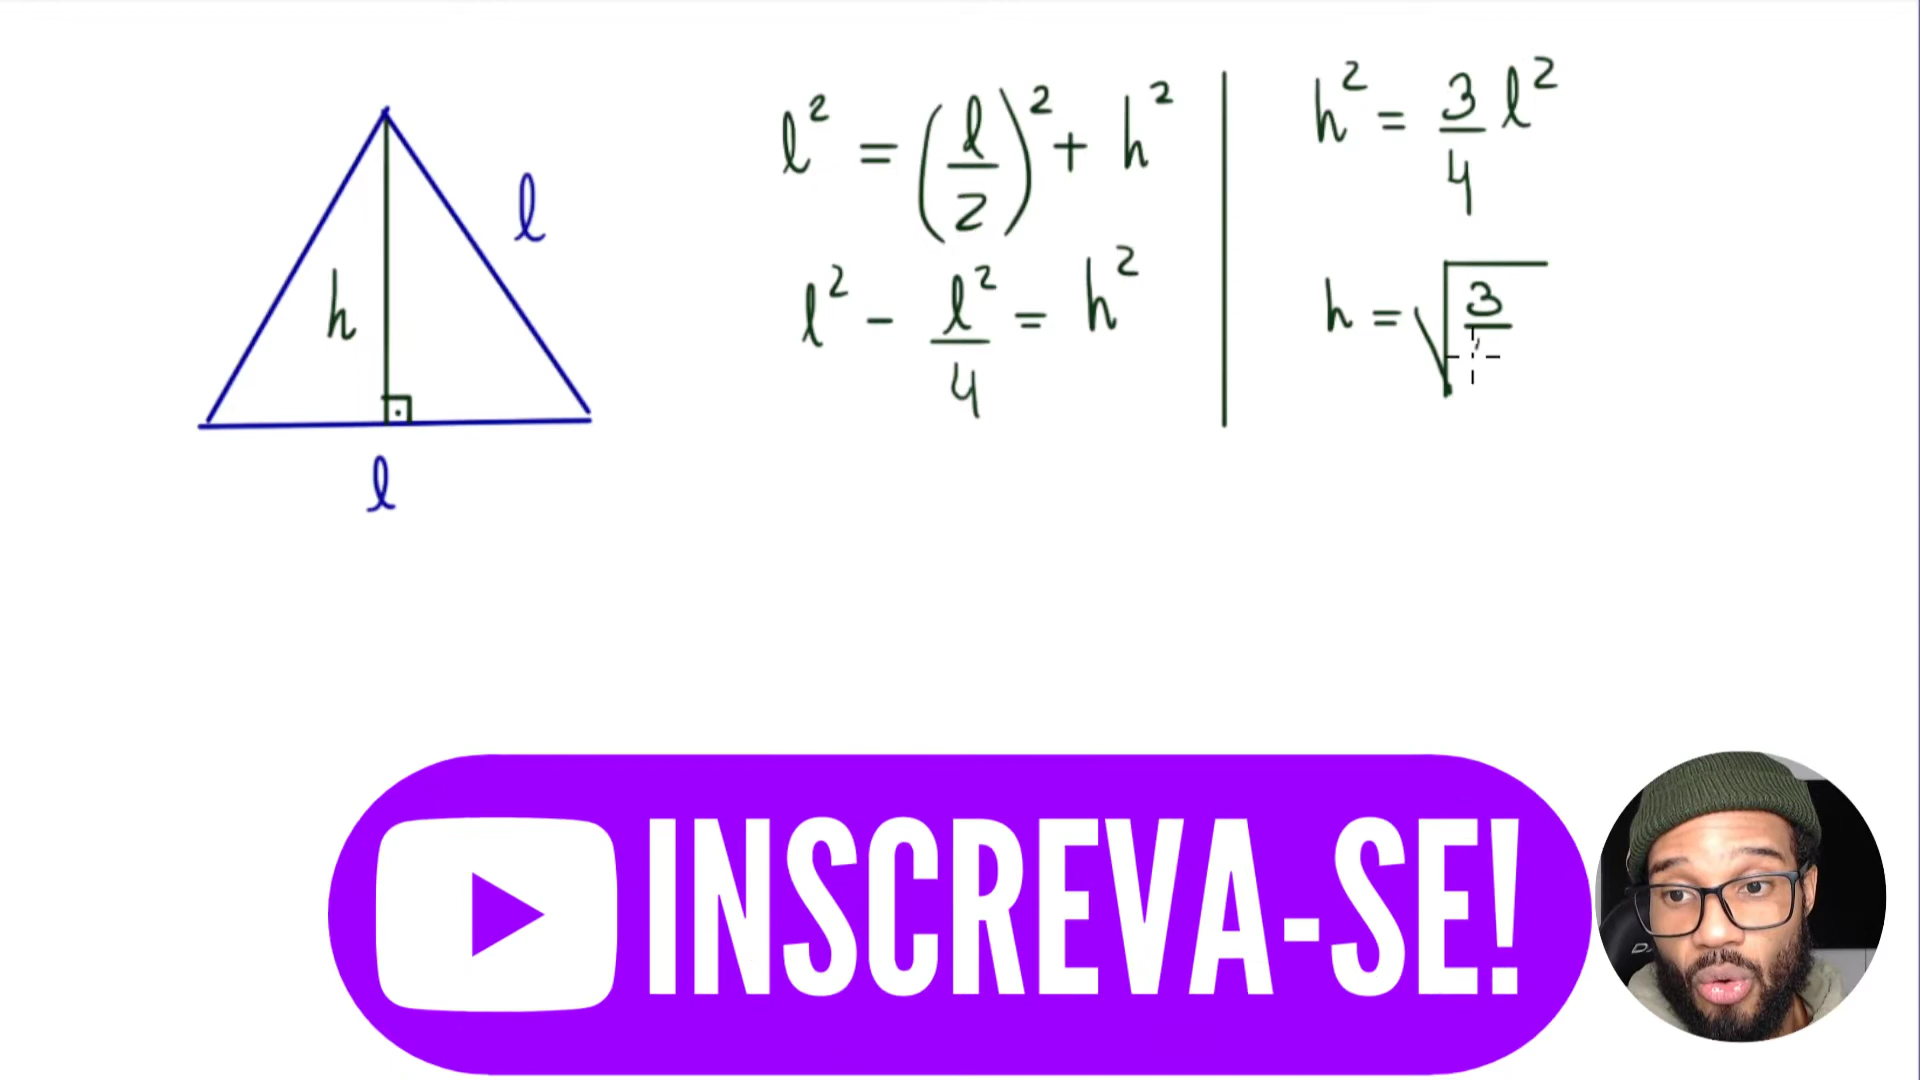 h
l
l
l² = (l/2)² + h²
l² - l²/4 = h²
h² = 3/4 l²
h = √3
INSCREVA-SE!